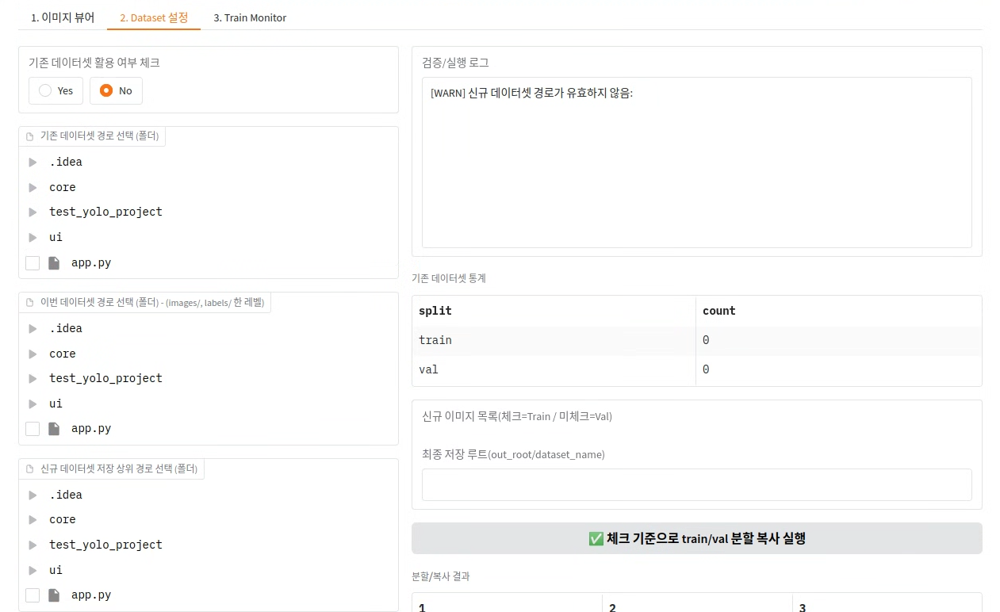 1. 이미지 뷰어
2. Dataset 설정
3. Train Monitor
기존 데이터셋 활용 여부 체크
Yes
No
기존 데이터셋 경로 선택 (폴더)
.idea
core
test_yolo_project
ui
app.py
이번 데이터셋 경로 선택 (폴더) - (images/, labels/ 한 레벨)
.idea
core
test_yolo_project
ui
app.py
신규 데이터셋 저장 상위 경로 선택 (폴더)
.idea
core
test_yolo_project
ui
app.py
검증/실행 로그
[WARN] 신규 데이터셋 경로가 유효하지 않음:
기존 데이터셋 통계
split count
train 0
val 0
신규 이미지 목록(체크=Train / 미체크=Val)
최종 저장 루트(out_root/dataset_name)
✅ 체크 기준으로 train/val 분할 복사 실행
분할/복사 결과
1 2 3